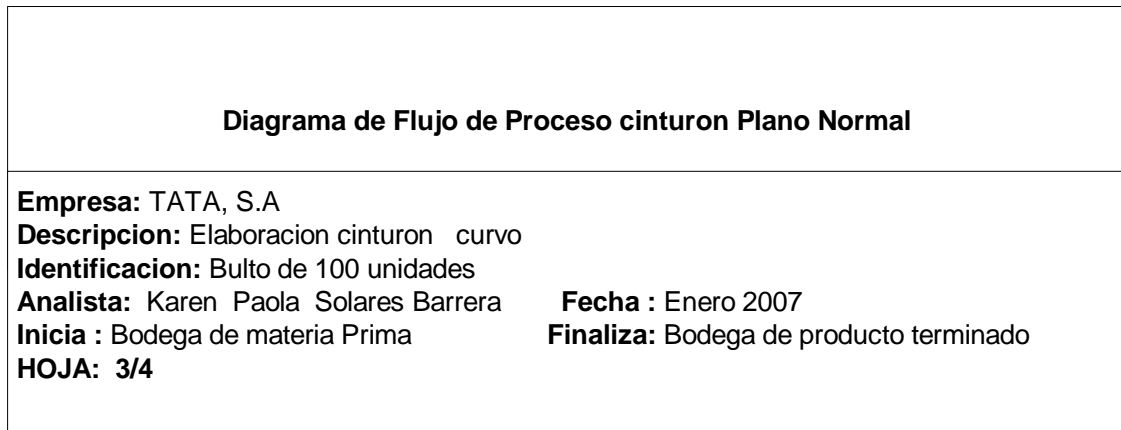 Diagrama de Flujo de Proceso cinturon Plano Normal
Empresa: TATA, S.A
Descripcion: Elaboracion cinturon curvo
Identificacion: Bulto de 100 unidades
Analista: Karen Paola Solares Barrera Fecha : Enero 2007
Inicia : Bodega de materia Prima Finaliza: Bodega de producto terminado
HOJA: 3/4